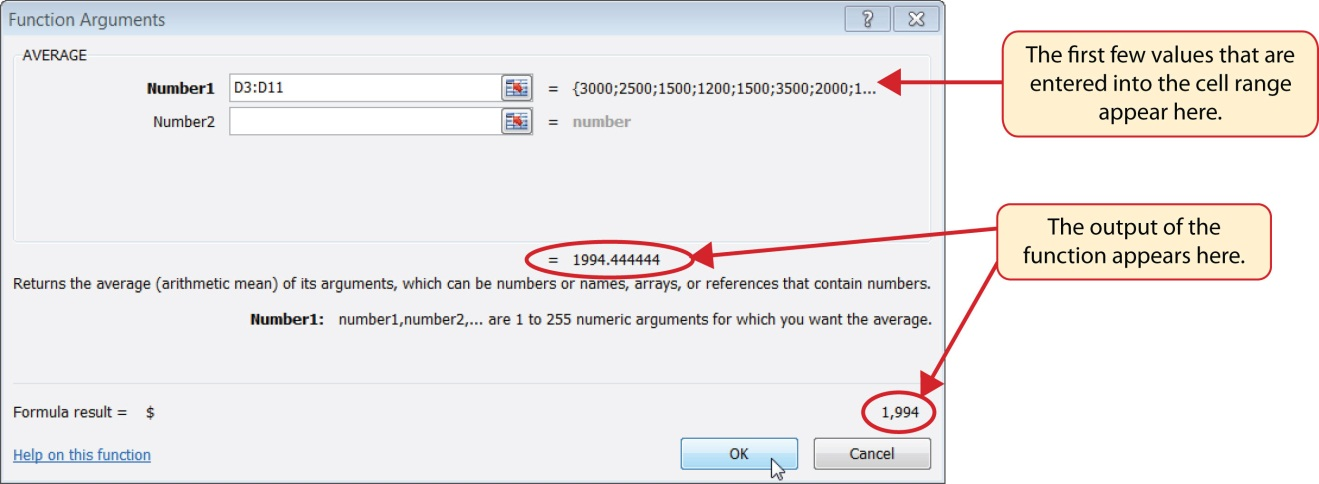 Function Arguments
AVERAGE
Number1 D3:D11 = {3000;2500;1500;1200;1500;3500;2000;1...
Number2 = number
The first few values that are
entered into the cell range
appear here.
= 1994.444444
The output of the
function appears here.
Returns the average (arithmetic mean) of its arguments, which can be numbers or names, arrays, or references that contain numbers.
Number1: number1,number2,... are 1 to 255 numeric arguments for which you want the average.
Formula result = $ 1,994
Help on this function
OK
Cancel